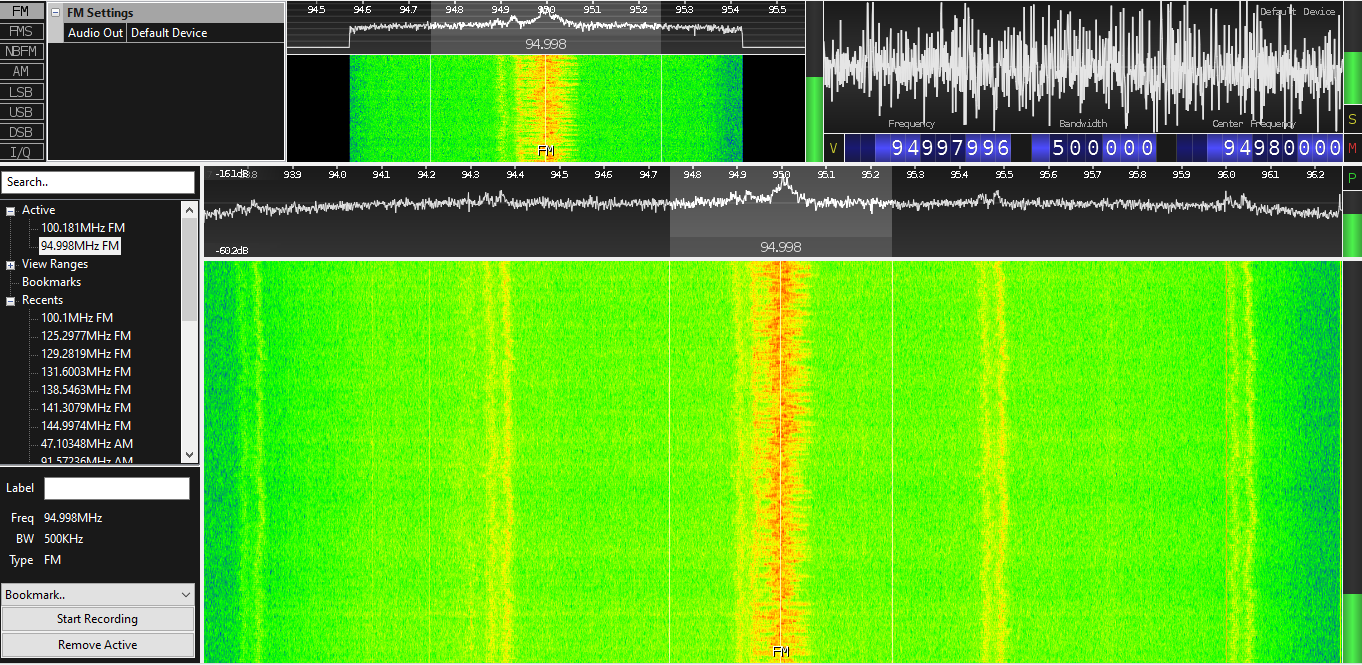 FM
FMS
NBFM
AM
LSB
USB
DSB
I/Q
FM Settings
Audio Out Default Device
94.5 94.6 94.7 94.8 94.9 95.0 95.1 95.2 95.3 95.4 95.5
94.998
FM
Default Device
Frequency Bandwidth Center Frequency
V 94997996 500000 94980000
S
M
P
Search..
Active
100.181MHz FM
94.998MHz FM
View Ranges
Bookmarks
Recents
100.1MHz FM
125.2977MHz FM
129.2819MHz FM
131.6003MHz FM
138.5463MHz FM
141.3079MHz FM
144.9974MHz FM
47.10348MHz AM
91.57236MHz AM
Label
Freq 94.998MHz
BW 500KHz
Type FM
Bookmark..
Start Recording
Remove Active
-16.1dB 93.9 94.0 94.1 94.2 94.3 94.4 94.5 94.6 94.7 94.8 94.9 95.0 95.1 95.2 95.3 95.4 95.5 95.6 95.7 95.8 95.9 96.0 96.1 96.2
94.998
-60.2dB
FM